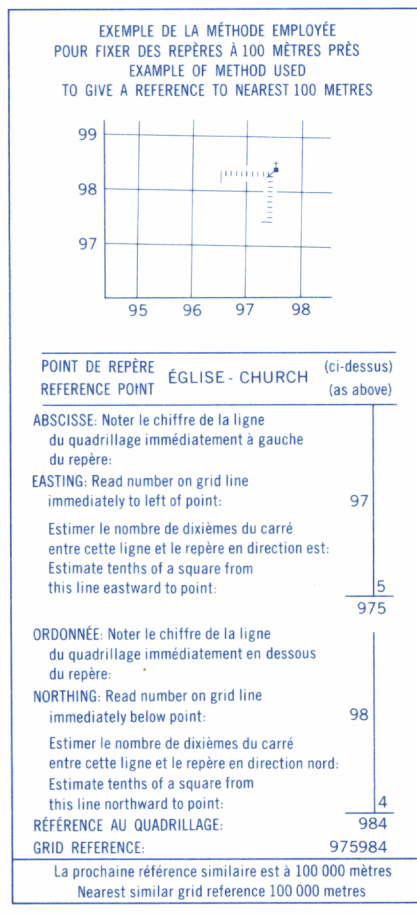 EXEMPLE DE LA MÉTHODE EMPLOYÉE
POUR FIXER DES REPÈRES À 100 MÈTRES PRÈS
EXAMPLE OF METHOD USED
TO GIVE A REFERENCE TO NEAREST 100 METRES
99
98
97
95 96 97 98
POINT DE REPÈRE
REFERENCE POINT
ÉGLISE - CHURCH
(ci-dessus)
(as above)
ABSCISSE: Noter le chiffre de la ligne
du quadrillage immédiatement à gauche
du repère:
EASTING: Read number on grid line
immediately to left of point: 97
Estimer le nombre de dixièmes du carré
entre cette ligne et le repère en direction est:
Estimate tenths of a square from
this line eastward to point: 5
975
ORDONNÉE: Noter le chiffre de la ligne
du quadrillage immédiatement en dessous
du repère:
NORTHING: Read number on grid line
immediately below point: 98
Estimer le nombre de dixièmes du carré
entre cette ligne et le repère en direction nord:
Estimate tenths of a square from
this line northward to point: 4
RÉFÉRENCE AU QUADRILLAGE: 984
GRID REFERENCE: 975984
La prochaine référence similaire est à 100 000 mètres
Nearest similar grid reference 100 000 metres